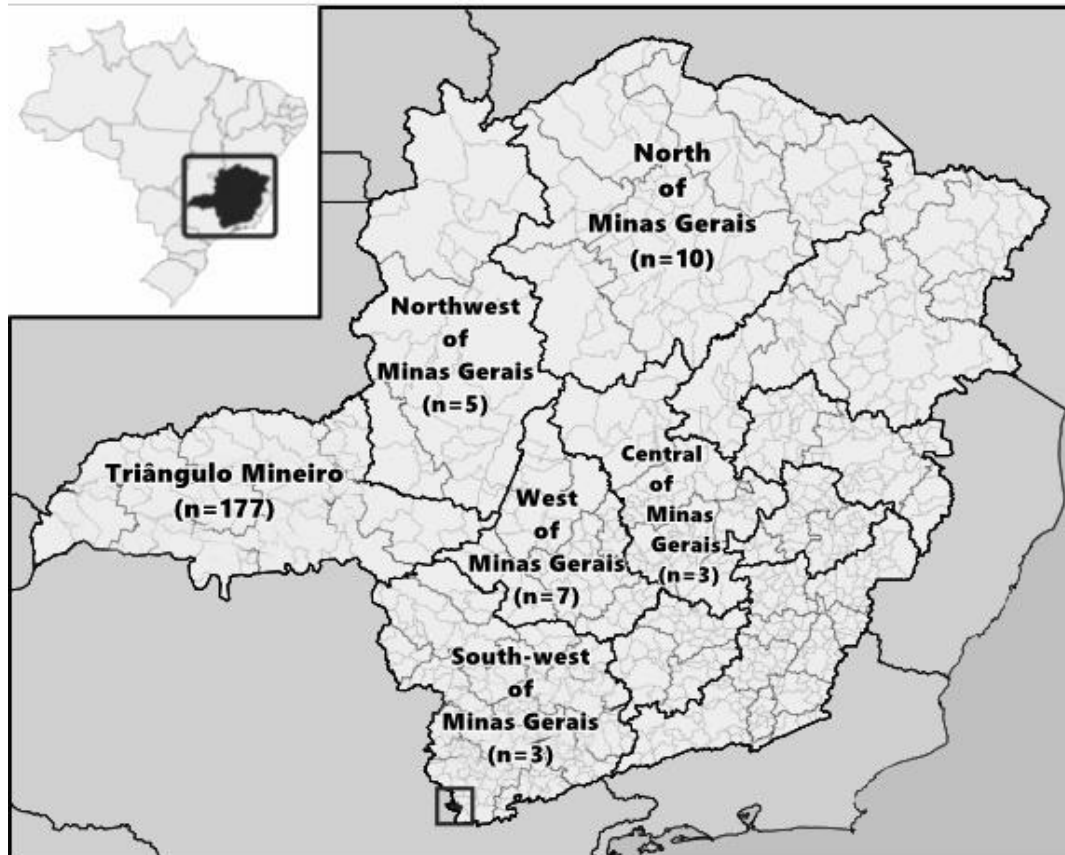 North
of
Minas Gerais
(n=10)
Northwest
of
Minas Gerais
(n=5)
Triângulo Mineiro
(n=177)
West
of
Minas Gerais
(n=7)
Central
of
Minas
Gerais
(n=3)
South-west
of
Minas Gerais
(n=3)